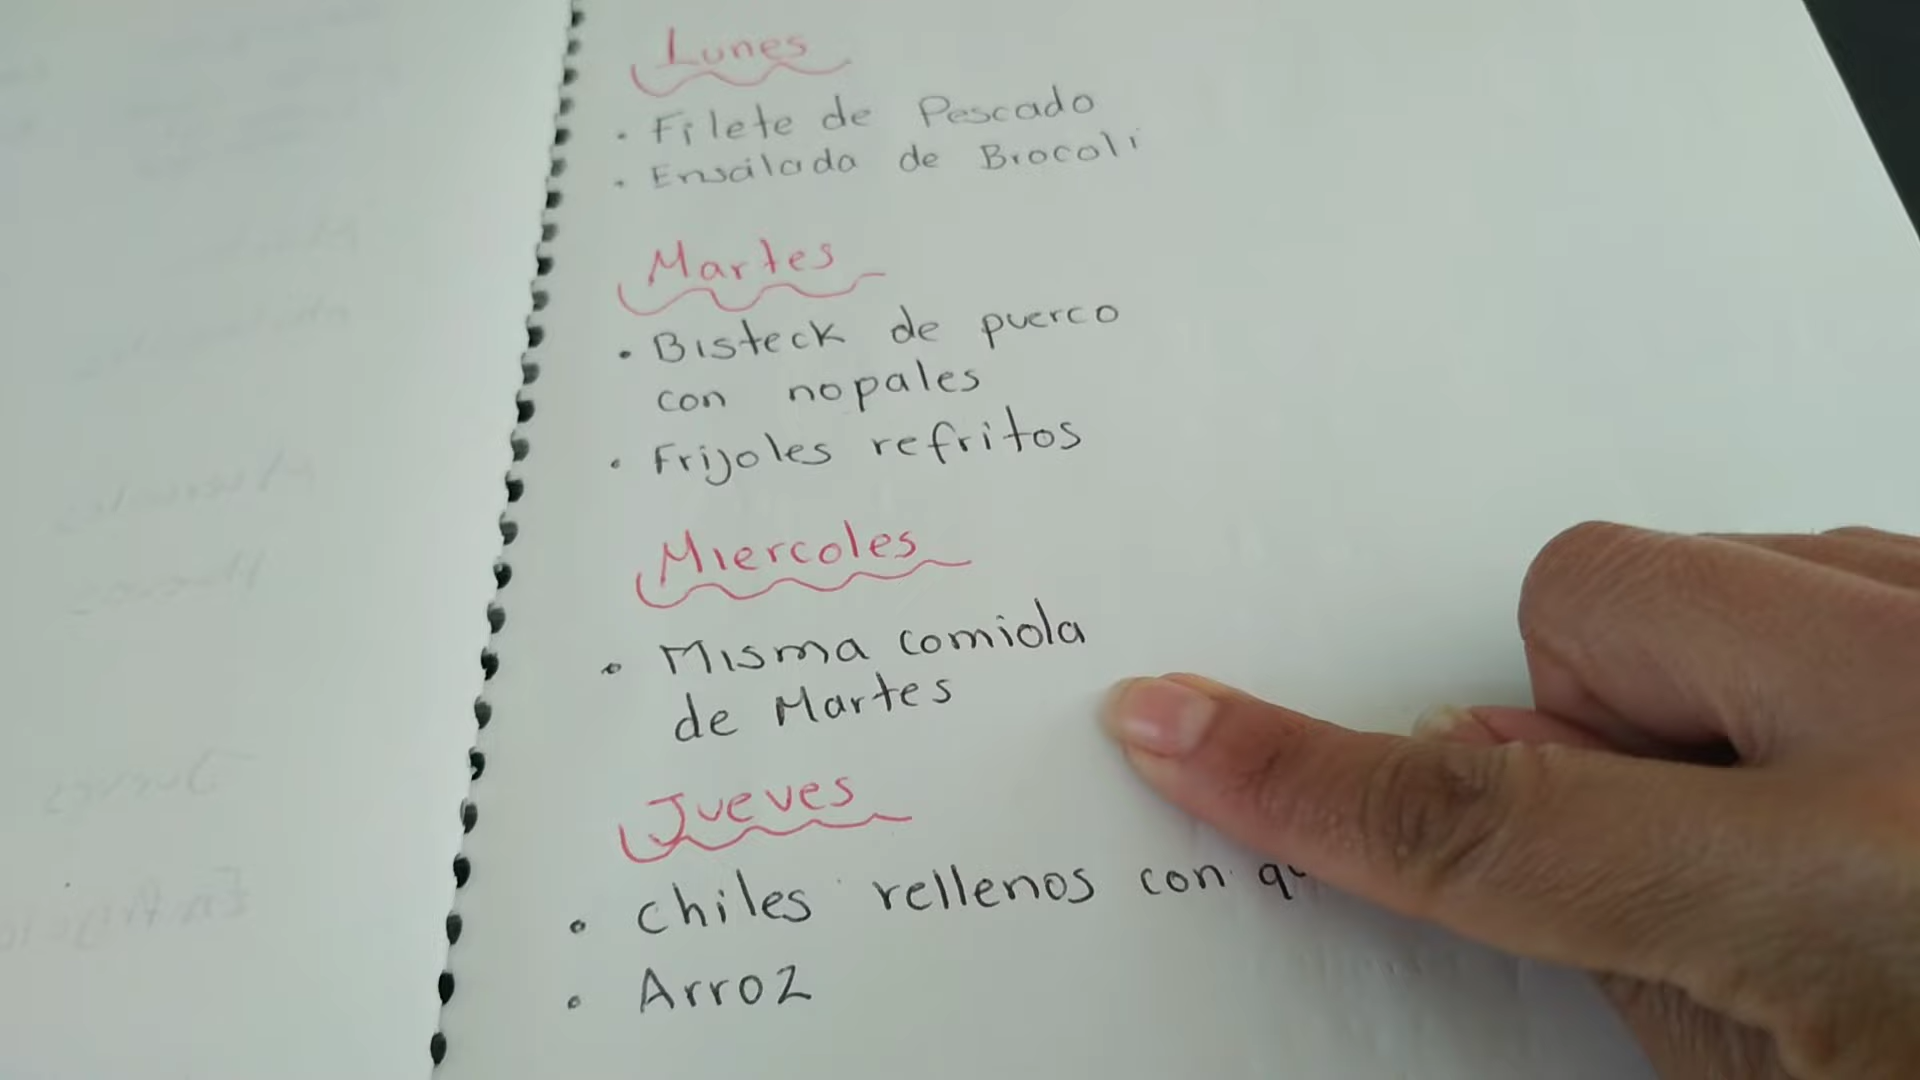 Lunes
• Filete de Pescado
• Ensalada de Brocoli
Martes
• Bisteck de puerco
con nopales
• Frijoles refritos
Miercoles
• Misma comida
de Martes
Jueves
• chiles rellenos con
• Arroz